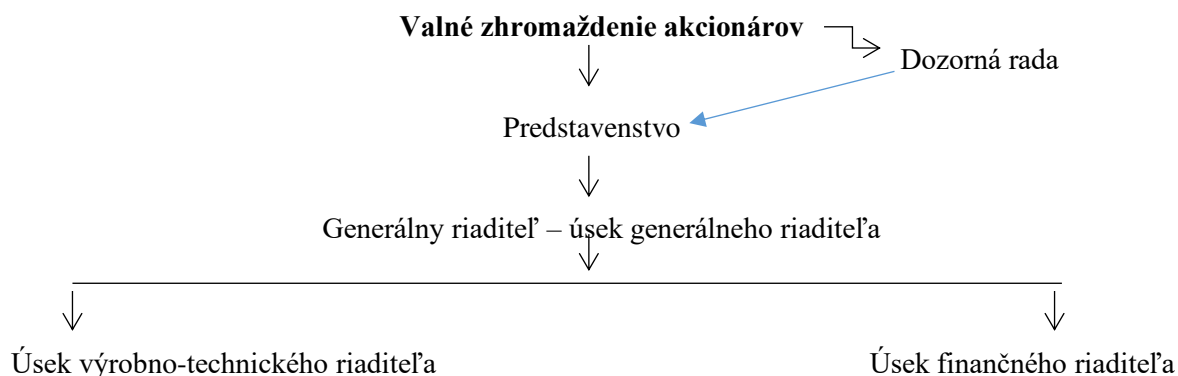 Valné zhromaždenie akcionárov
Dozorná rada
Predstavenstvo
Generálny riaditeľ – úsek generálneho riaditeľa
Úsek výrobno-technického riaditeľa
Úsek finančného riaditeľa